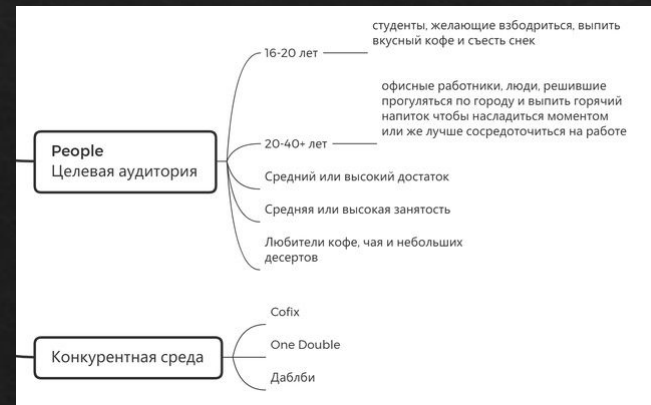 студенты, желающие взбодриться, выпить
вкусный кофе и съесть снек
16-20 лет
офисные работники, люди, решившие
прогуляться по городу и выпить горячий
напиток чтобы насладиться моментом
или же лучше сосредоточиться на работе
20-40+ лет
People
Целевая аудитория
Средний или высокий достаток
Средняя или высокая занятость
Любители кофе, чая и небольших
десертов
Cofix
One Double
Даблби
Конкурентная среда